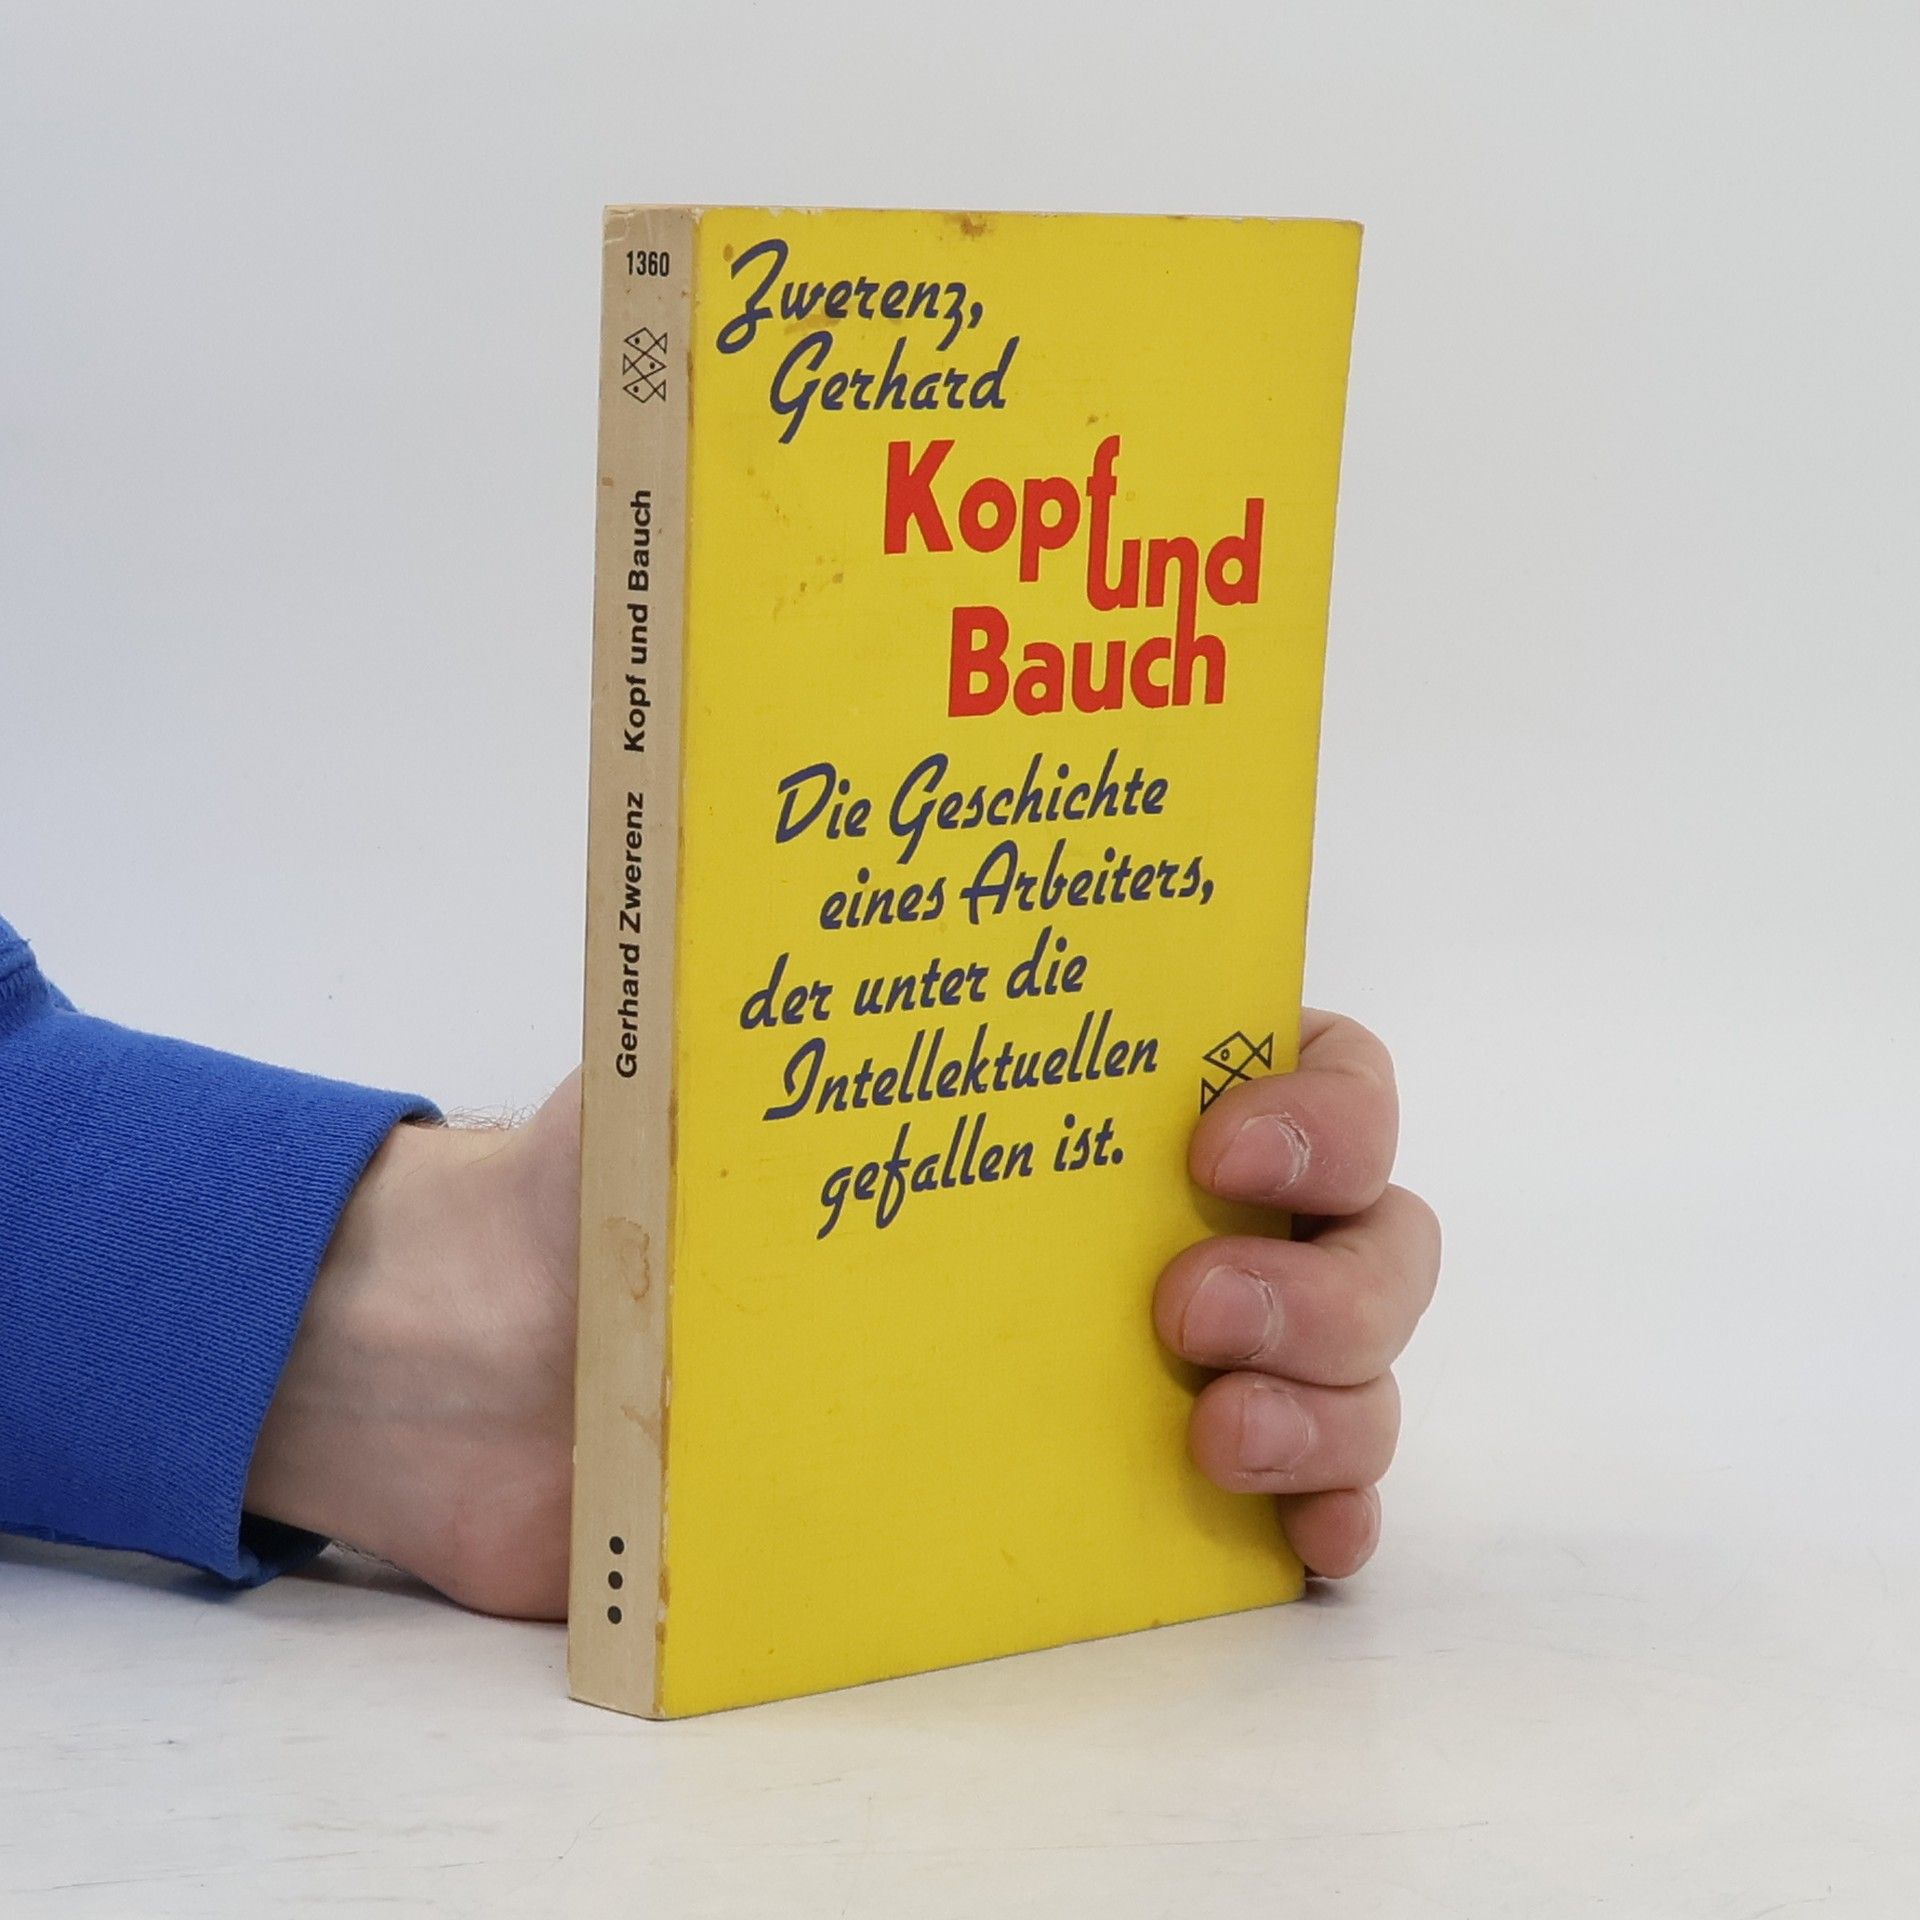 1360
Gerhard Zwerenz Kopf und Bauch
Zwerenz,
Gerhard
Kopf und
Bauch
Die Geschichte
eines Arbeiters,
der unter die
Intellektuellen
gefallen ist.